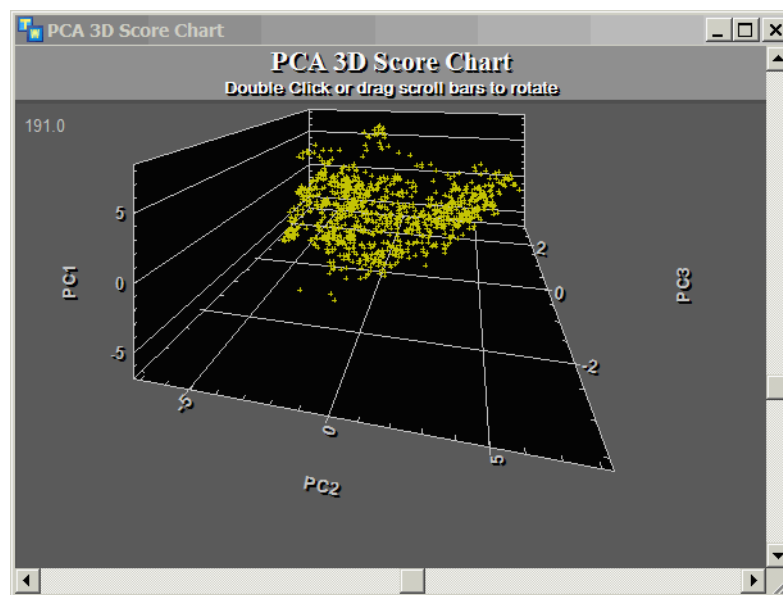 TW PCA 3D Score Chart
PCA 3D Score Chart
Double Click or drag scroll bars to rotate
191.0
5
0
-5
PC1
2
0
-2
PC3
-5
0
5
PC2